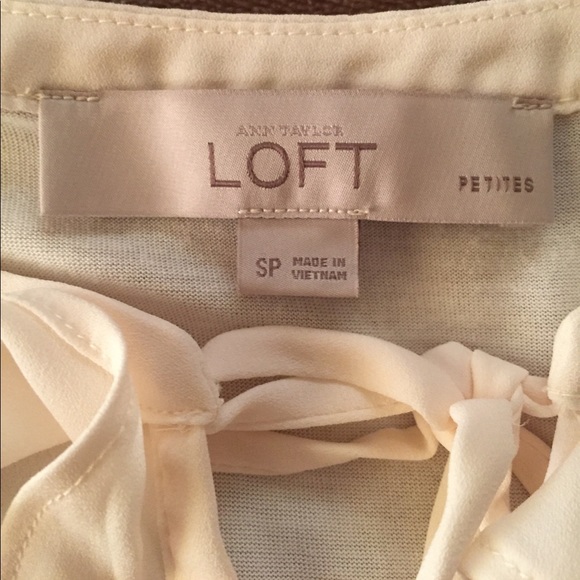 ANN TAYLOR
LOFT
PETITES
SP
MADE IN
VIETNAM